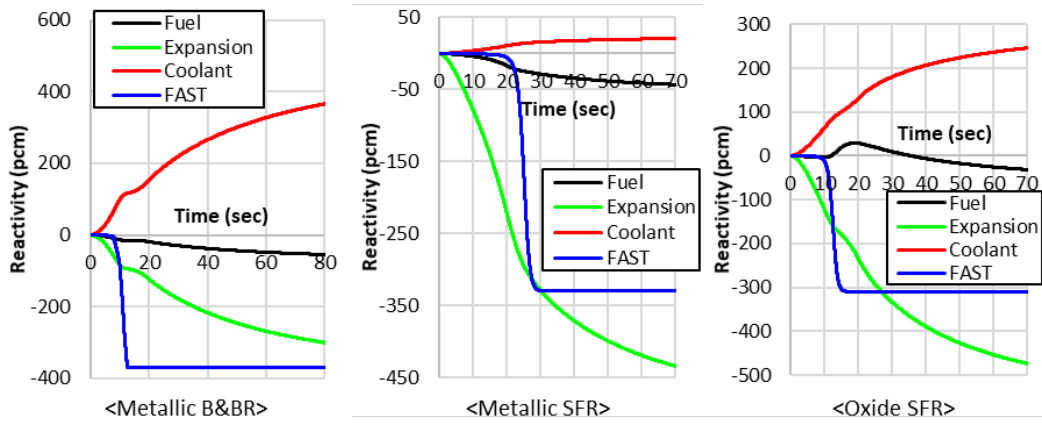 600
400
200
0
-200
-400
Reactivity (pcm)
Fuel
Expansion
Coolant
FAST
Time (sec)
0 20 40 60 80
<Metallic B&BR>
50
-50
-150
-250
-350
-450
Reactivity (pcm)
0 10 20 30 40 50 60 70
Time (sec)
Fuel
Expansion
Coolant
FAST
<Metallic SFR>
300
200
100
0
-100
-200
-300
-400
-500
Reactivity (pcm)
Time (sec)
0 10 20 30 40 50 60 70
Fuel
Expansion
Coolant
FAST
<Oxide SFR>